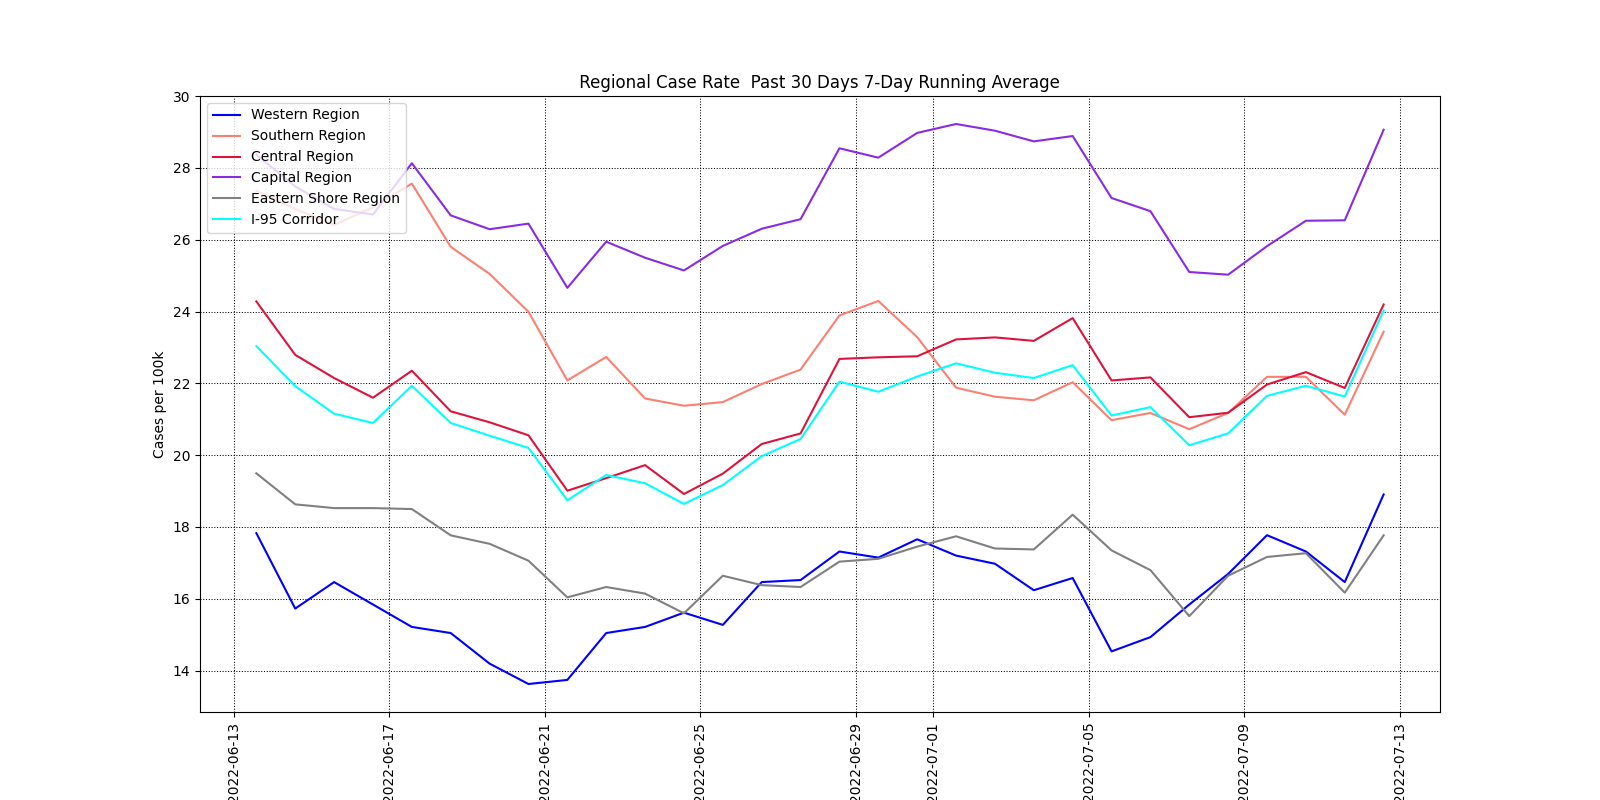 Regional Case Rate  Past 30 Days 7-Day Running Average
30
28
26
24
22
20
18
16
14
Cases per 100k
Western Region
Southern Region
Central Region
Capital Region
Eastern Shore Region
I-95 Corridor
2022-06-13
2022-06-17
2022-06-21
2022-06-25
2022-06-29
2022-07-01
2022-07-05
2022-07-09
2022-07-13